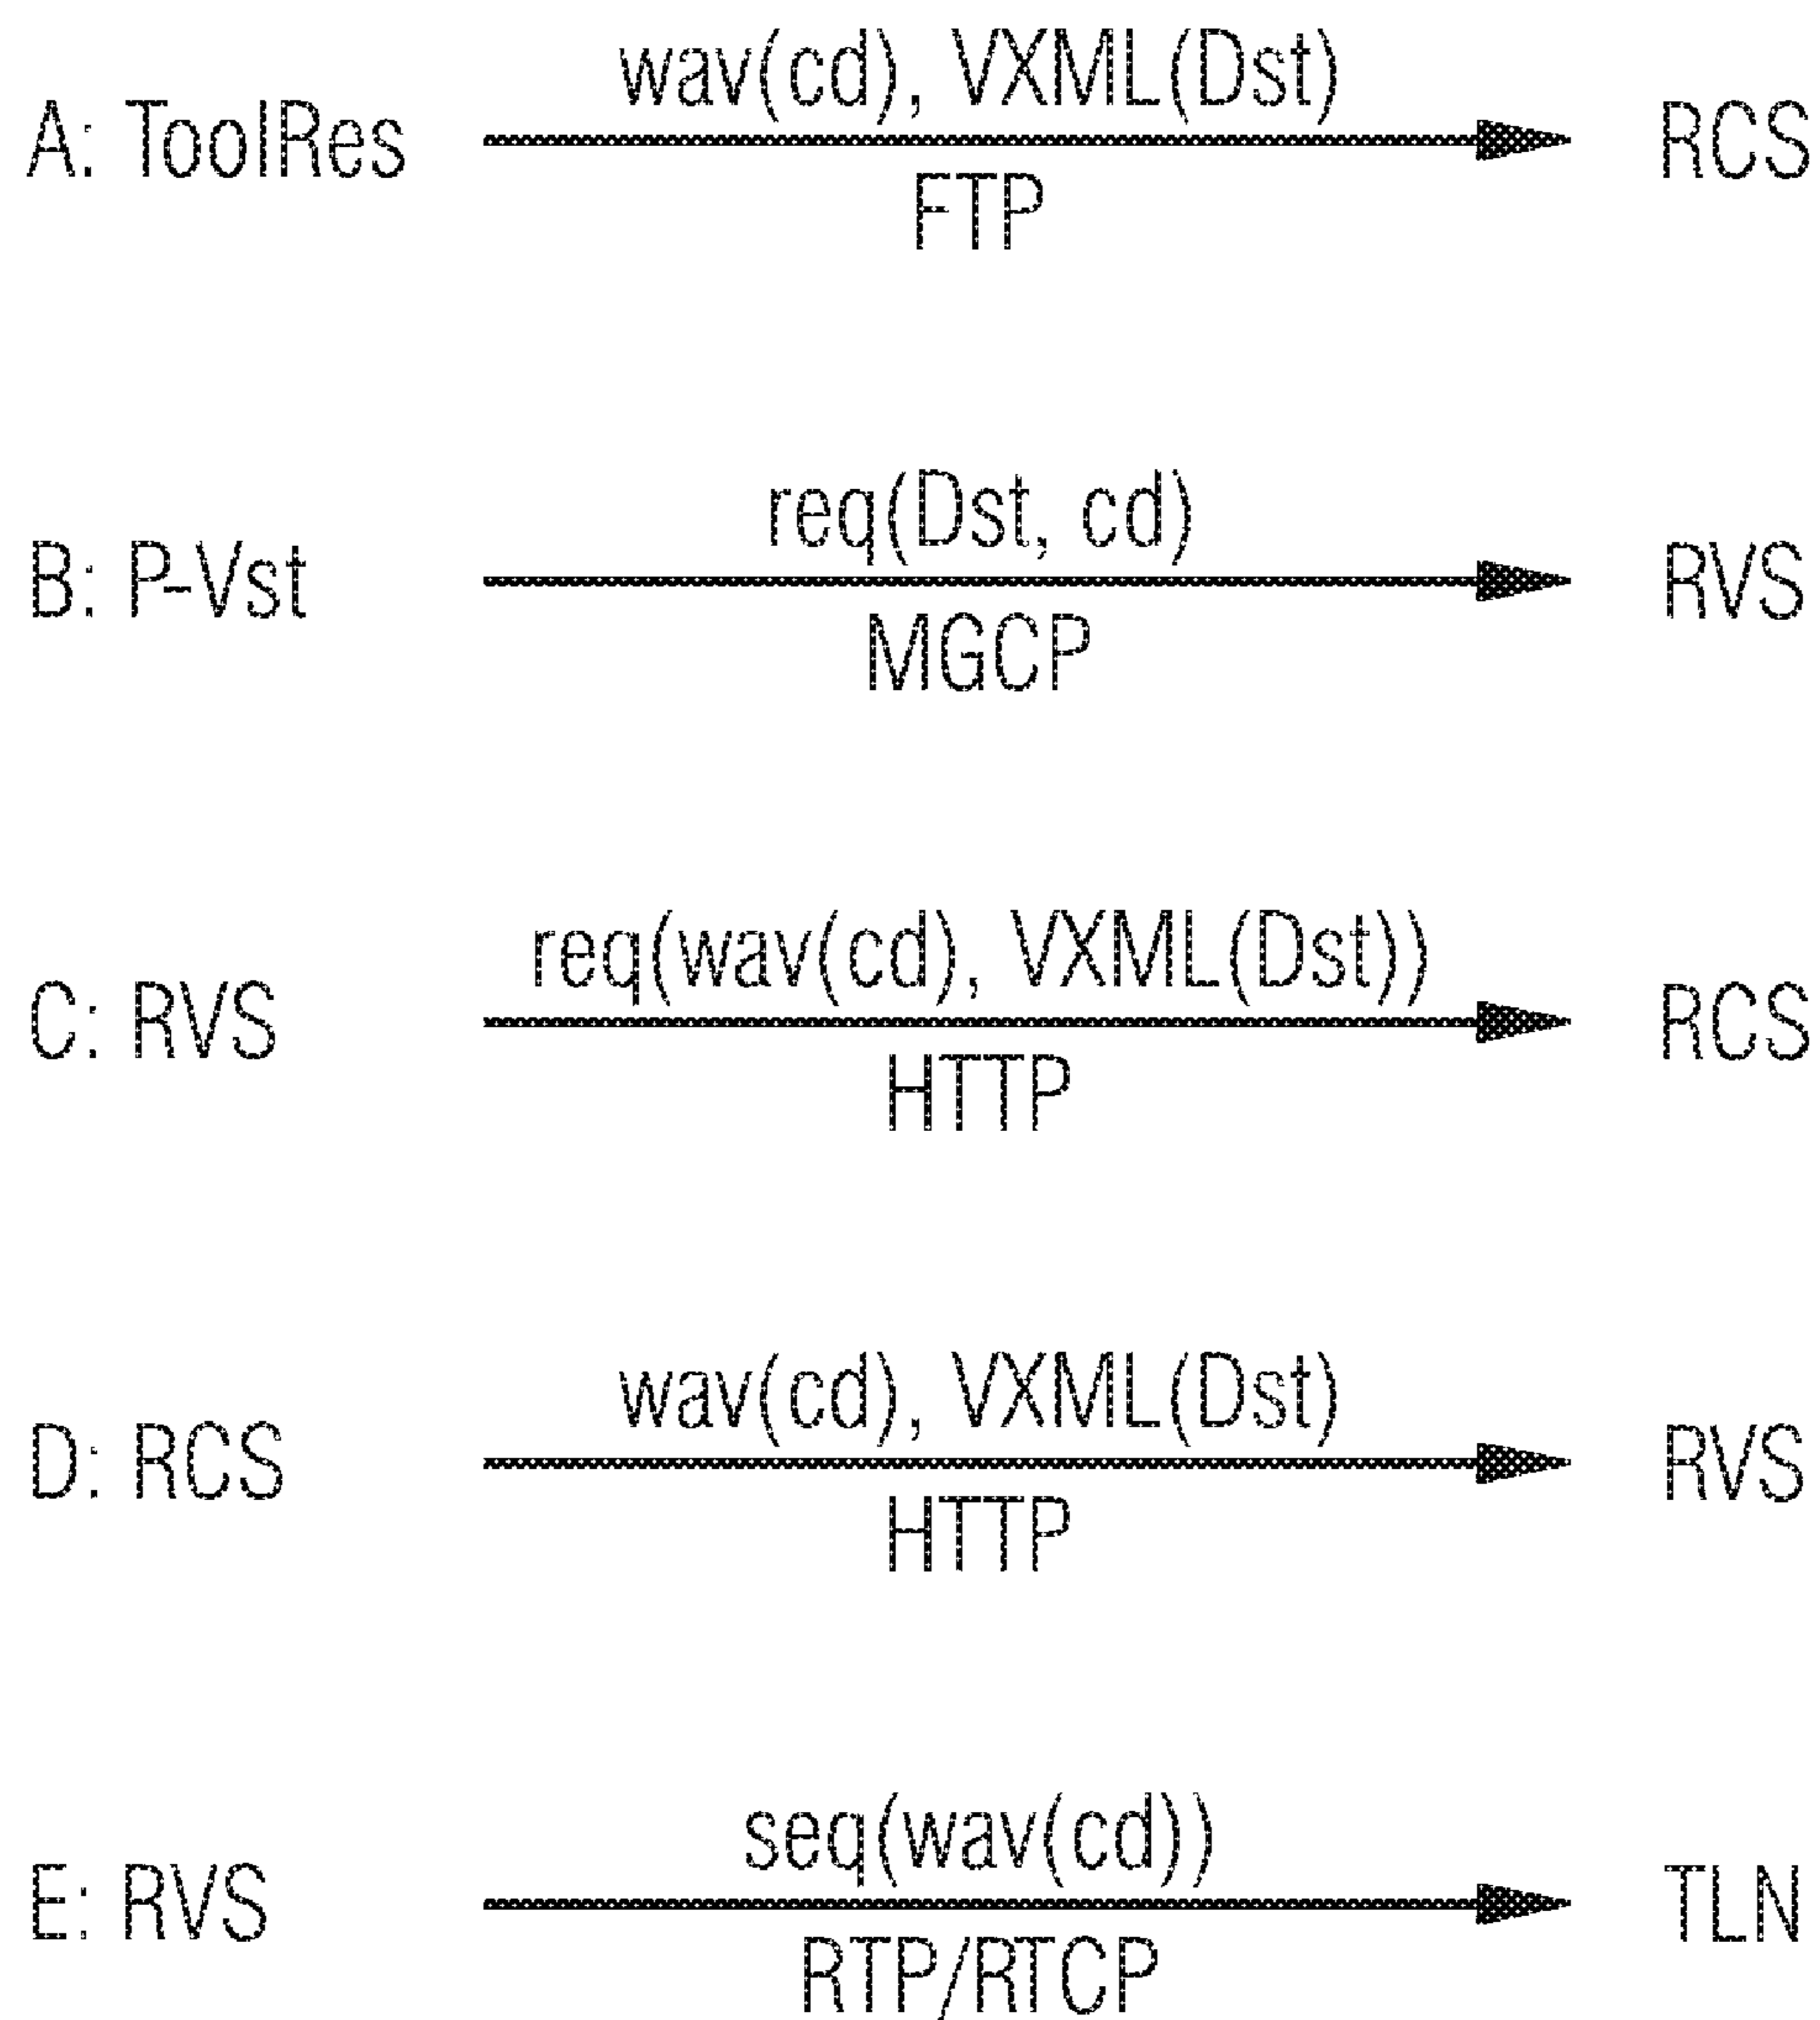 wav(cd), VXML(Dst)
A: ToolRes RCS
FTP
req(Dst, cd)
B: P-Vst RVS
MGCP
req(wav(cd), VXML(Dst))
C: RVS RCS
HTTP
wav(cd), VXML(Dst)
D: RCS RVS
HTTP
seq(wav(cd))
E: RVS TLN
RTP/RTCP